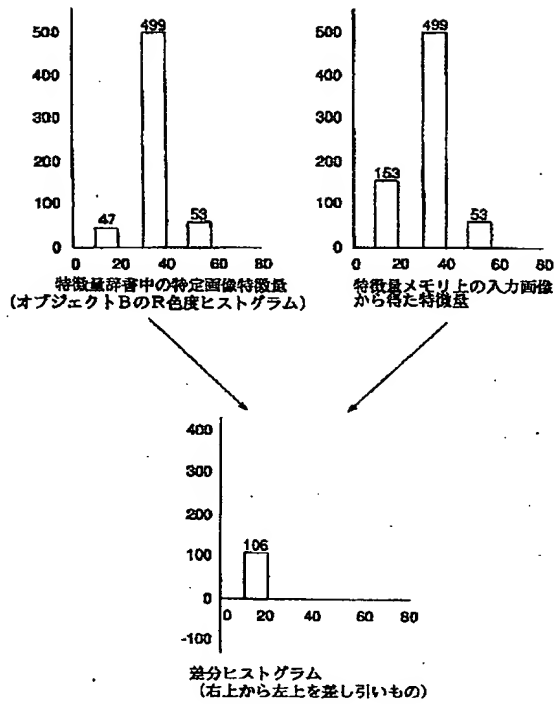 500
400
300
200
100
0
47
499
53
0 20 40 60 80
特徴量辞書中の特定画像特徴量
(オブジェクトBのR色度ヒストグラム)
500
400
300
200
100
0
153
499
53
0 20 40 60 80
特徴量メモリ上の入力画像
から得た特徴量
400
300
200
100
0
-100
106
0 20 40 60 80
差分ヒストグラム
(右上から左上を差し引いもの)